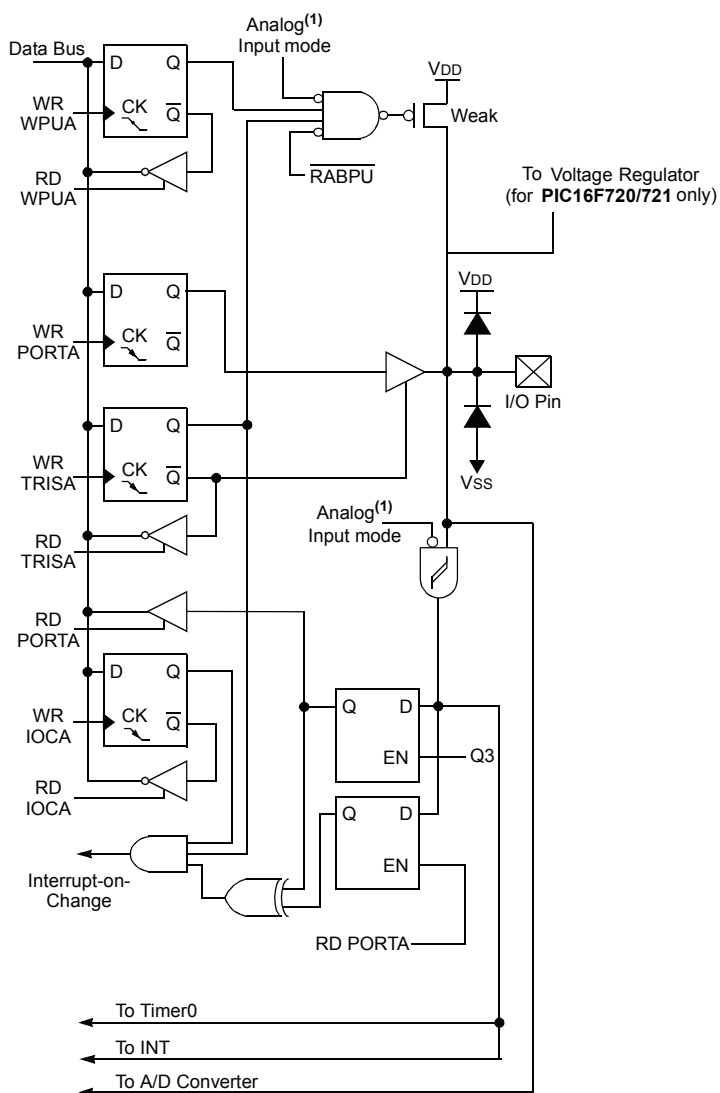 Analog(1)
Input mode
Data Bus
D Q
CK Q
WR
WPUA
RD
WPUA
RABPU
VDD
Weak
To Voltage Regulator
(for PIC16F720/721 only)
D Q
CK Q
WR
PORTA
VDD
I/O Pin
VSS
D Q
CK Q
WR
TRISA
RD
TRISA
Analog(1)
Input mode
RD
PORTA
D Q
CK Q
WR
IOCA
RD
IOCA
Q D
EN
Q3
Q D
EN
RD PORTA
Interrupt-on-
Change
To Timer0
To INT
To A/D Converter